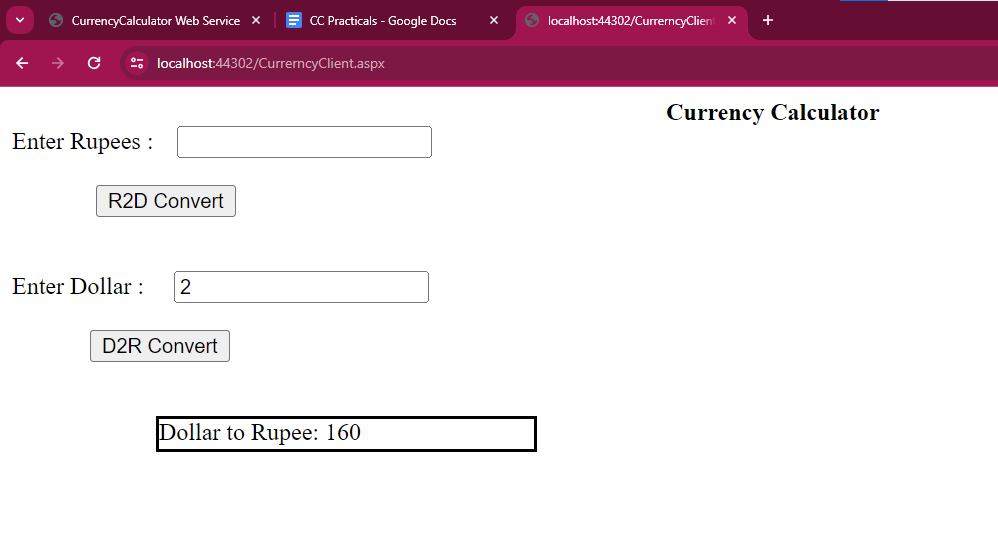 CurrencyCalculator Web Service
CC Practicals - Google Docs
localhost:44302/CurrerncyClient
localhost:44302/CurrerncyClient.aspx
Currency Calculator
Enter Rupees :
R2D Convert
Enter Dollar : 2
D2R Convert
Dollar to Rupee: 160